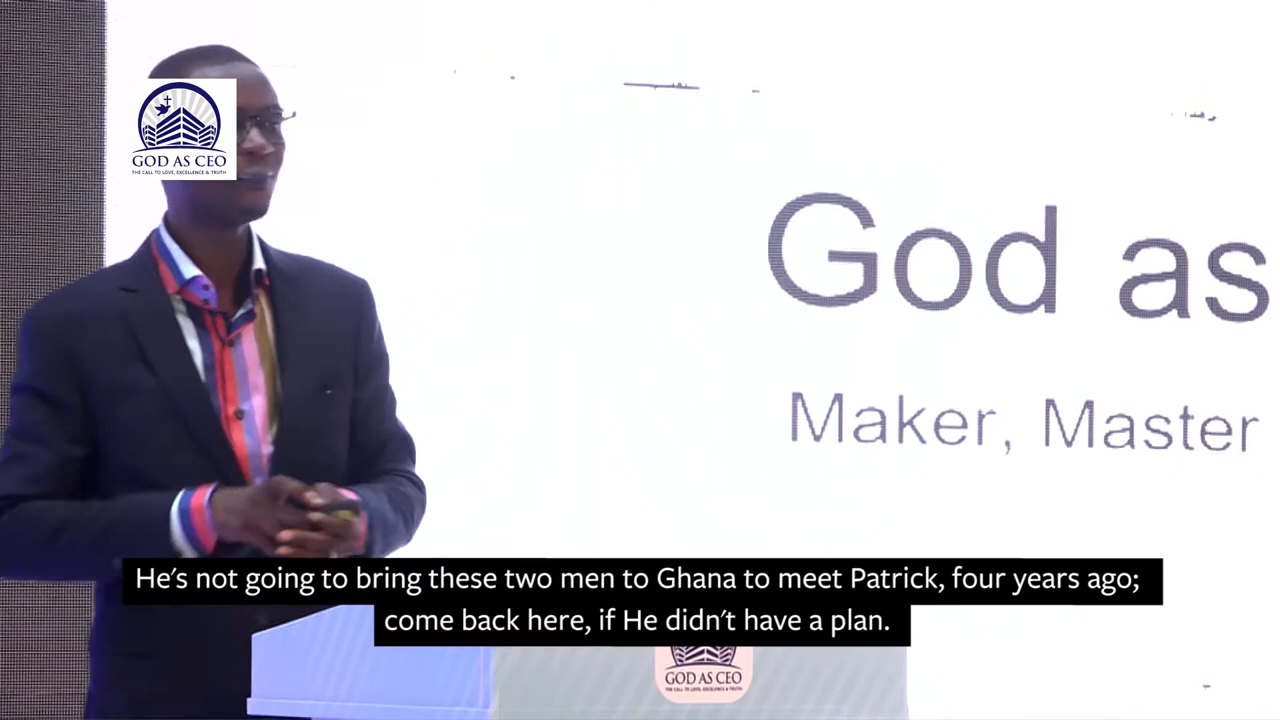 GOD AS CEO
THE CALL TO LOVE, EXCELLENCE & TRUTH
God as
Maker, Master
He's not going to bring these two men to Ghana to meet Patrick, four years ago;
come back here, if He didn't have a plan.
GOD AS CEO
THE CALL TO LOVE, EXCELLENCE & TRUTH